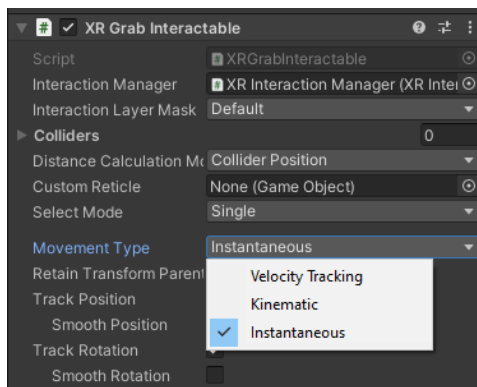 XR Grab Interactable
Script XRGrabInteractable
Interaction Manager XR Interaction Manager (XR Inter
Interaction Layer Mask Default
Colliders 0
Distance Calculation Mo Collider Position
Custom Reticle None (Game Object)
Select Mode Single
Movement Type Instantaneous
Retain Transform Parent Velocity Tracking
Track Position Kinematic
Smooth Position Instantaneous
Track Rotation
Smooth Rotation